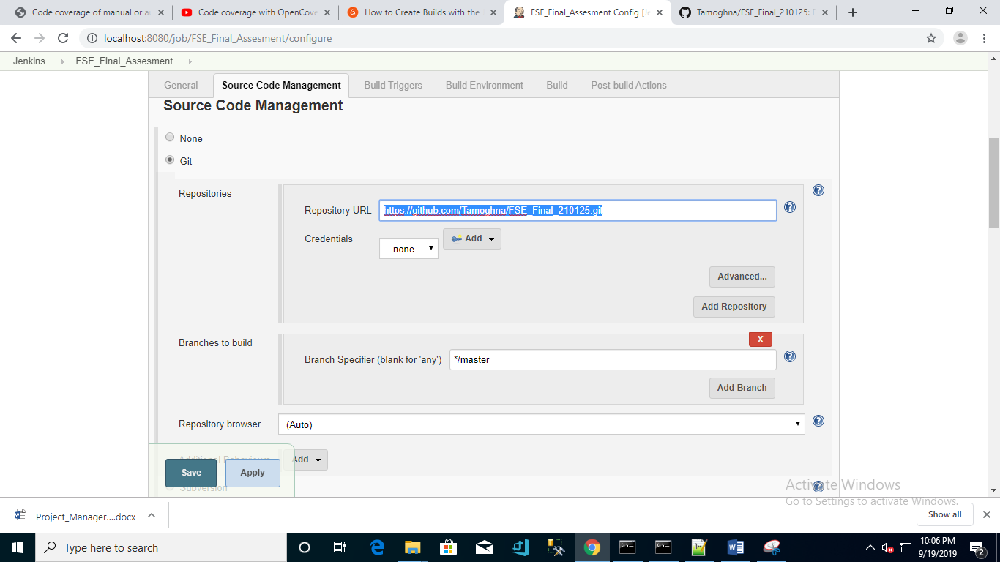 Code coverage of manual or au
Code coverage with OpenCove
How to Create Builds with the
FSE_Final_Assesment Config [Je
Tamoghna/FSE_Final_210125: F
localhost:8080/job/FSE_Final_Assesment/configure
Jenkins
FSE_Final_Assesment
General
Source Code Management
Build Triggers
Build Environment
Build
Post-build Actions
Source Code Management
None
Git
Repositories
Repository URL
https://github.com/Tamoghna/FSE_Final_210125.git
Credentials
- none -
Add
Advanced...
Add Repository
Branches to build
X
Branch Specifier (blank for 'any')
*/master
Add Branch
Repository browser
(Auto)
Additional Behaviours
Add
Save
Apply
Subversion
Activate Windows
Go to Settings to activate Windows.
Project_Manager....docx
Show all
Type here to search
10:06 PM
9/19/2019
2